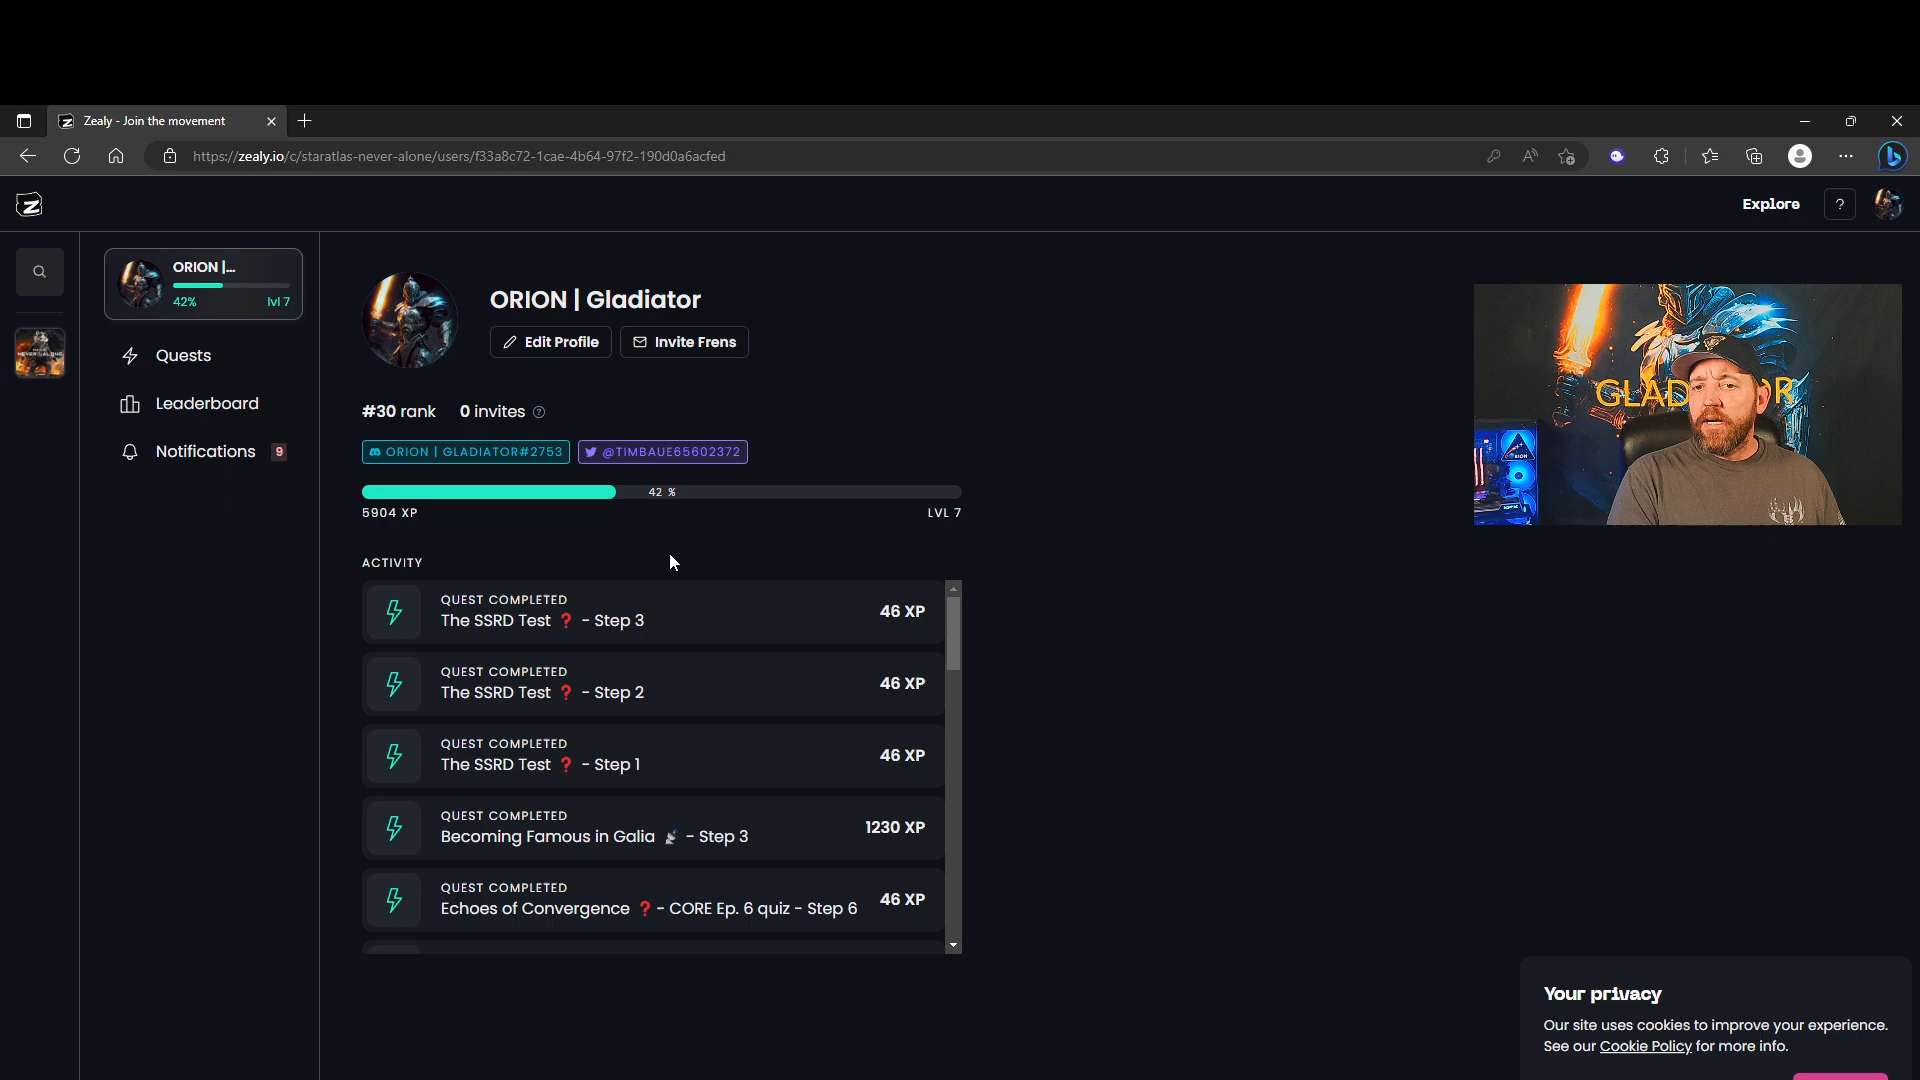 Zealy - Join the movement
https://zealy.io/c/staratlas-never-alone/users/f33a8c72-1cae-4b64-97f2-190d0a6acfed
Explore
?
ORION |...
42%
lvl 7
Quests
Leaderboard
Notifications 9
ORION | Gladiator
Edit Profile
Invite Frens
#30 rank
0 invites
ORION | GLADIATOR#2753
@TIMBAUE65602372
42 %
5904 XP
LVL 7
ACTIVITY
QUEST COMPLETED
The SSRD Test ❓ - Step 3
46 XP
QUEST COMPLETED
The SSRD Test ❓ - Step 2
46 XP
QUEST COMPLETED
The SSRD Test ❓ - Step 1
46 XP
QUEST COMPLETED
Becoming Famous in Galia 📡 - Step 3
1230 XP
QUEST COMPLETED
Echoes of Convergence ❓ - CORE Ep. 6 quiz - Step 6
46 XP
GLAD R
Your privacy
Our site uses cookies to improve your experience.
See our Cookie Policy for more info.